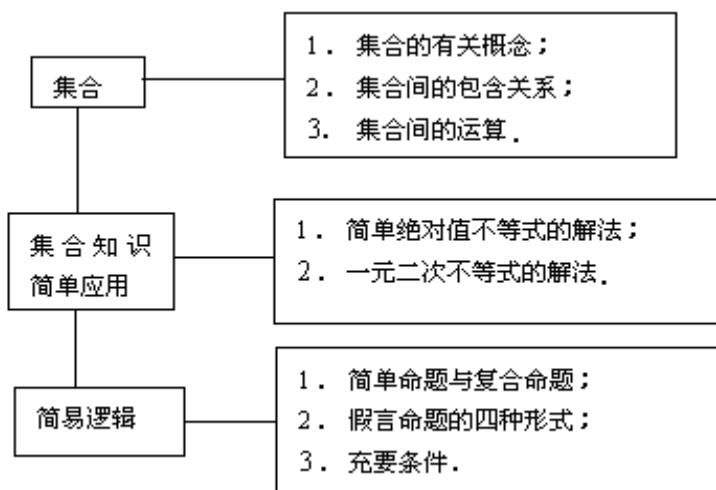 集合
1． 集合的有关概念；
2． 集合间的包含关系；
3． 集合间的运算．
集合知识
简单应用
1． 简单绝对值不等式的解法；
2． 一元二次不等式的解法．
简易逻辑
1． 简单命题与复合命题；
2． 假言命题的四种形式；
3． 充要条件．